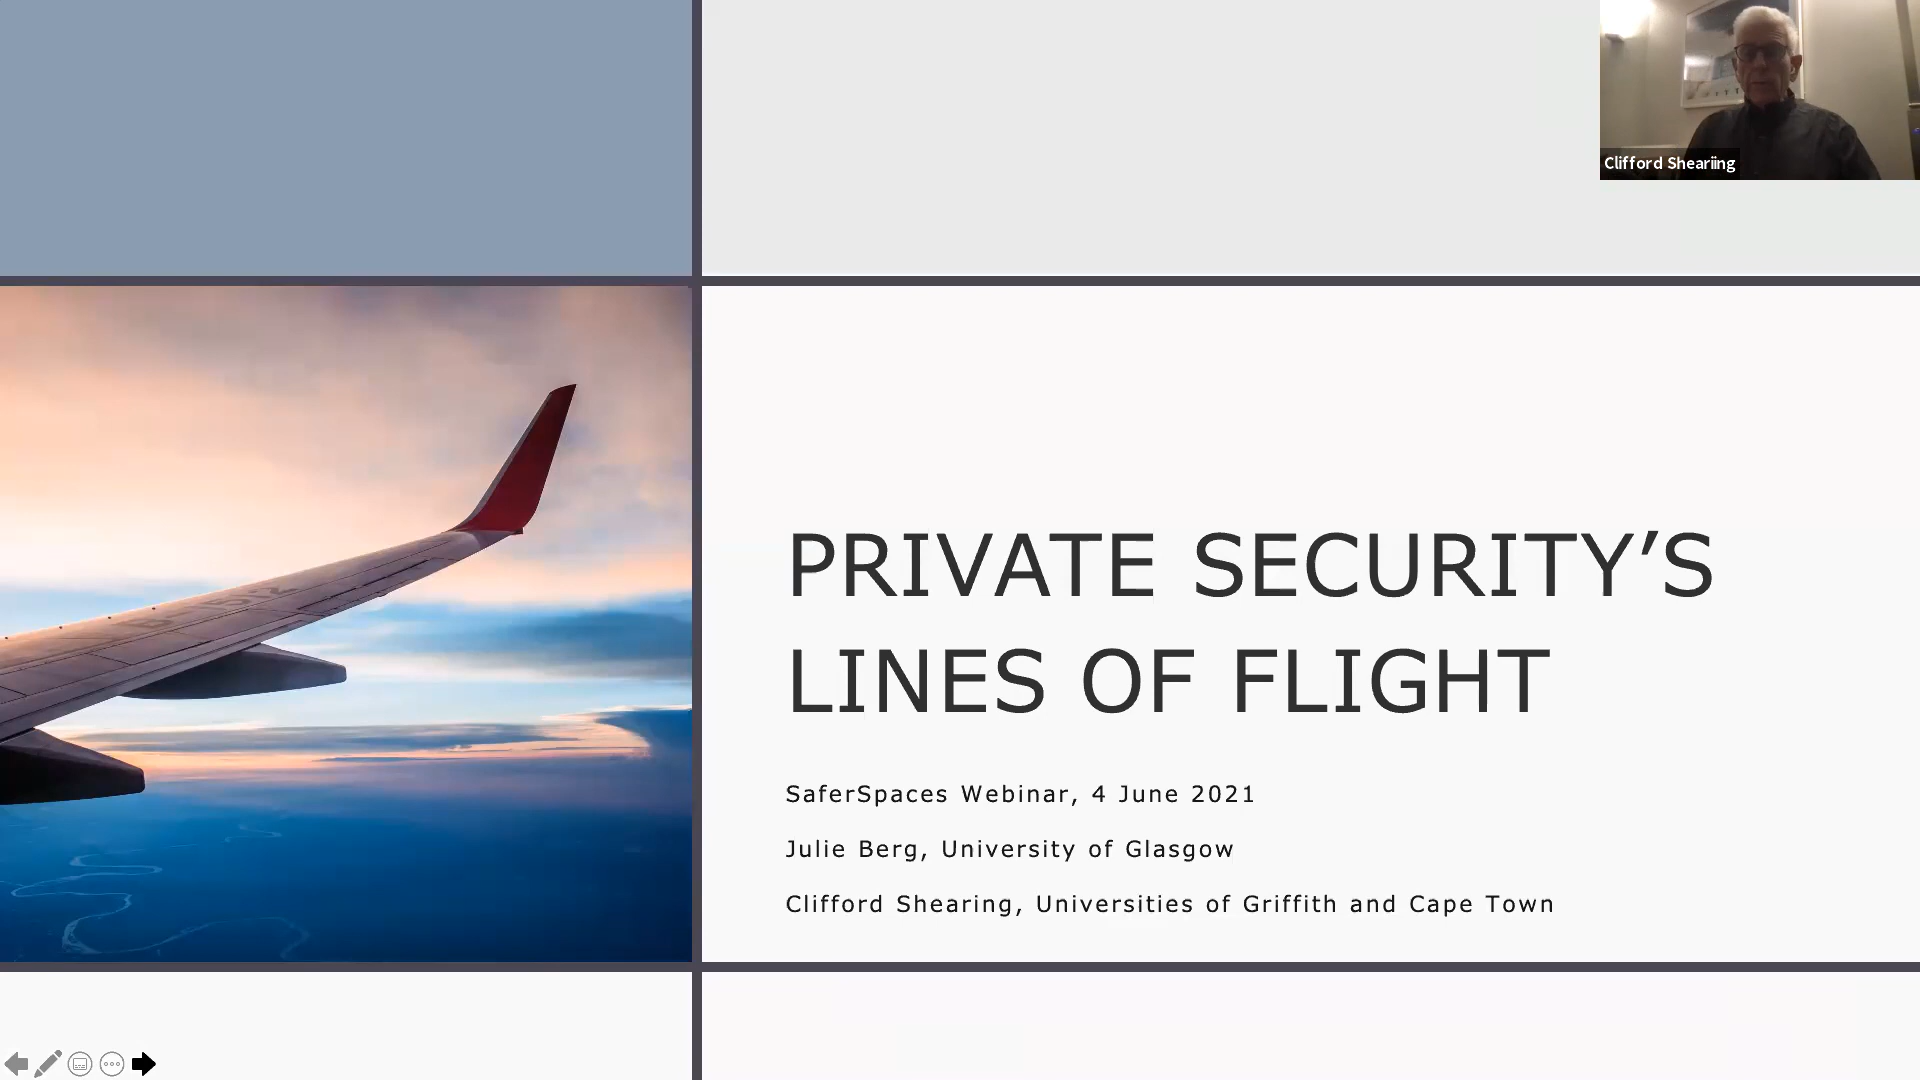 Clifford Sheariing
PRIVATE SECURITY’S
LINES OF FLIGHT
SaferSpaces Webinar, 4 June 2021
Julie Berg, University of Glasgow
Clifford Shearing, Universities of Griffith and Cape Town